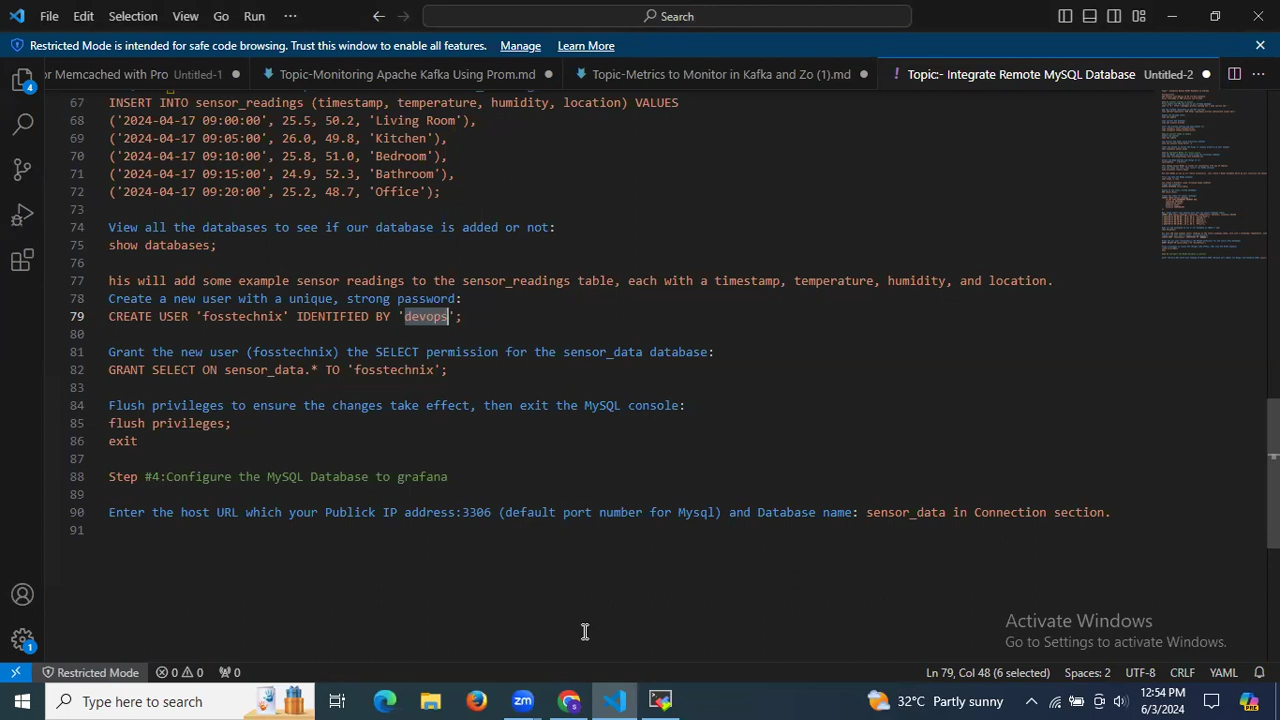 File Edit Selection View Go Run ··· Search
Restricted Mode is intended for safe code browsing. Trust this window to enable all features. Manage Learn More
or Memcached with Pro Untitled-1 Topic-Monitoring Apache Kafka Using Prom.md Topic-Metrics to Monitor in Kafka and Zo (1).md ! Topic:- Integrate Remote MySQL Database Untitled-2 ···
67 INSERT INTO sensor_readings (timestamp, temperature, humidity, location) VALUES
68 ('2024-04-17 09:00:00', 25.5, 60.2, 'Living Room'),
69 ('2024-04-17 09:05:00', 26.0, 59.8, 'Kitchen'),
70 ('2024-04-17 09:10:00', 25.8, 61.0, 'Bedroom'),
71 ('2024-04-17 09:15:00', 24.9, 62.5, 'Bathroom'),
72 ('2024-04-17 09:20:00', 25.2, 58.7, 'Office');
73
74 View all the databases to see if our database is added or not:
75 show databases;
76
77 his will add some example sensor readings to the sensor_readings table, each with a timestamp, temperature, humidity, and location.
78 Create a new user with a unique, strong password:
79 CREATE USER 'fosstechnix' IDENTIFIED BY 'devops';
80
81 Grant the new user (fosstechnix) the SELECT permission for the sensor_data database:
82 GRANT SELECT ON sensor_data.* TO 'fosstechnix';
83
84 Flush privileges to ensure the changes take effect, then exit the MySQL console:
85 flush privileges;
86 exit
87
88 Step #4:Configure the MySQL Database to grafana
89
90 Enter the host URL which your Publick IP address:3306 (default port number for Mysql) and Database name: sensor_data in Connection section.
91
Activate Windows
Go to Settings to activate Windows.
4
1
Restricted Mode 0 0 0 Ln 79, Col 48 (6 selected) Spaces: 2 UTF-8 CRLF YAML
Type here to search zm 32°C Partly sunny 12:54 PM
6/3/2024 PRE